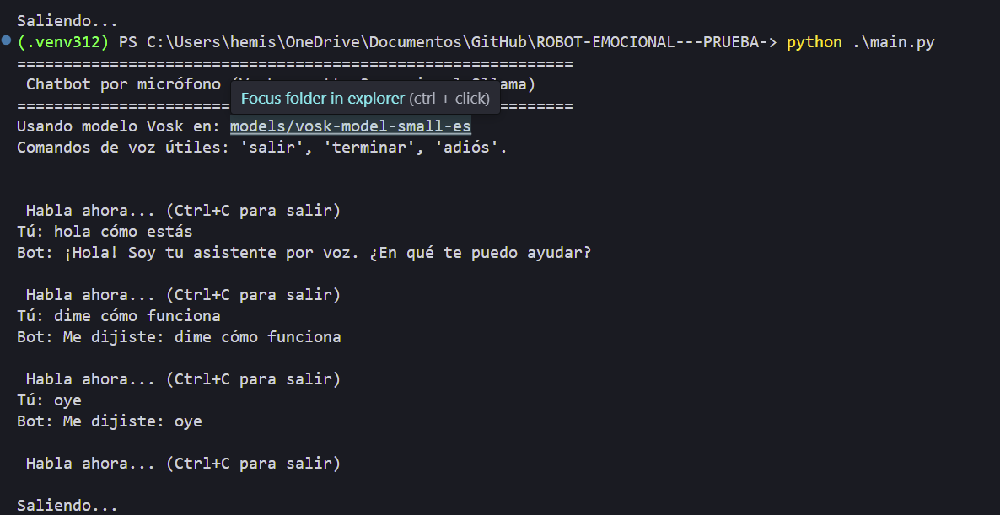 Saliendo...
(.venv312) PS C:\Users\hemis\OneDrive\Documentos\GitHub\ROBOT-EMOCIONAL---PRUEBA-> python .\main.py
============================================================
Chatbot por micrófono ama)
Focus folder in explorer (ctrl + click)
============================================================
Usando modelo Vosk en: models/vosk-model-small-es
Comandos de voz útiles: 'salir', 'terminar', 'adiós'.
Habla ahora... (Ctrl+C para salir)
Tú: hola cómo estás
Bot: ¡Hola! Soy tu asistente por voz. ¿En qué te puedo ayudar?
Habla ahora... (Ctrl+C para salir)
Tú: dime cómo funciona
Bot: Me dijiste: dime cómo funciona
Habla ahora... (Ctrl+C para salir)
Tú: oye
Bot: Me dijiste: oye
Habla ahora... (Ctrl+C para salir)
Saliendo...